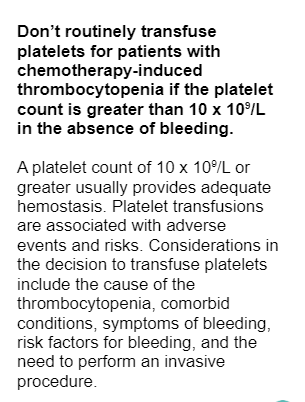 Don’t routinely transfuse
platelets for patients with
chemotherapy-induced
thrombocytopenia if the platelet
count is greater than 10 x 10⁹/L
in the absence of bleeding.
A platelet count of 10 x 10⁹/L or
greater usually provides adequate
hemostasis. Platelet transfusions
are associated with adverse
events and risks. Considerations in
the decision to transfuse platelets
include the cause of the
thrombocytopenia, comorbid
conditions, symptoms of bleeding,
risk factors for bleeding, and the
need to perform an invasive
procedure.